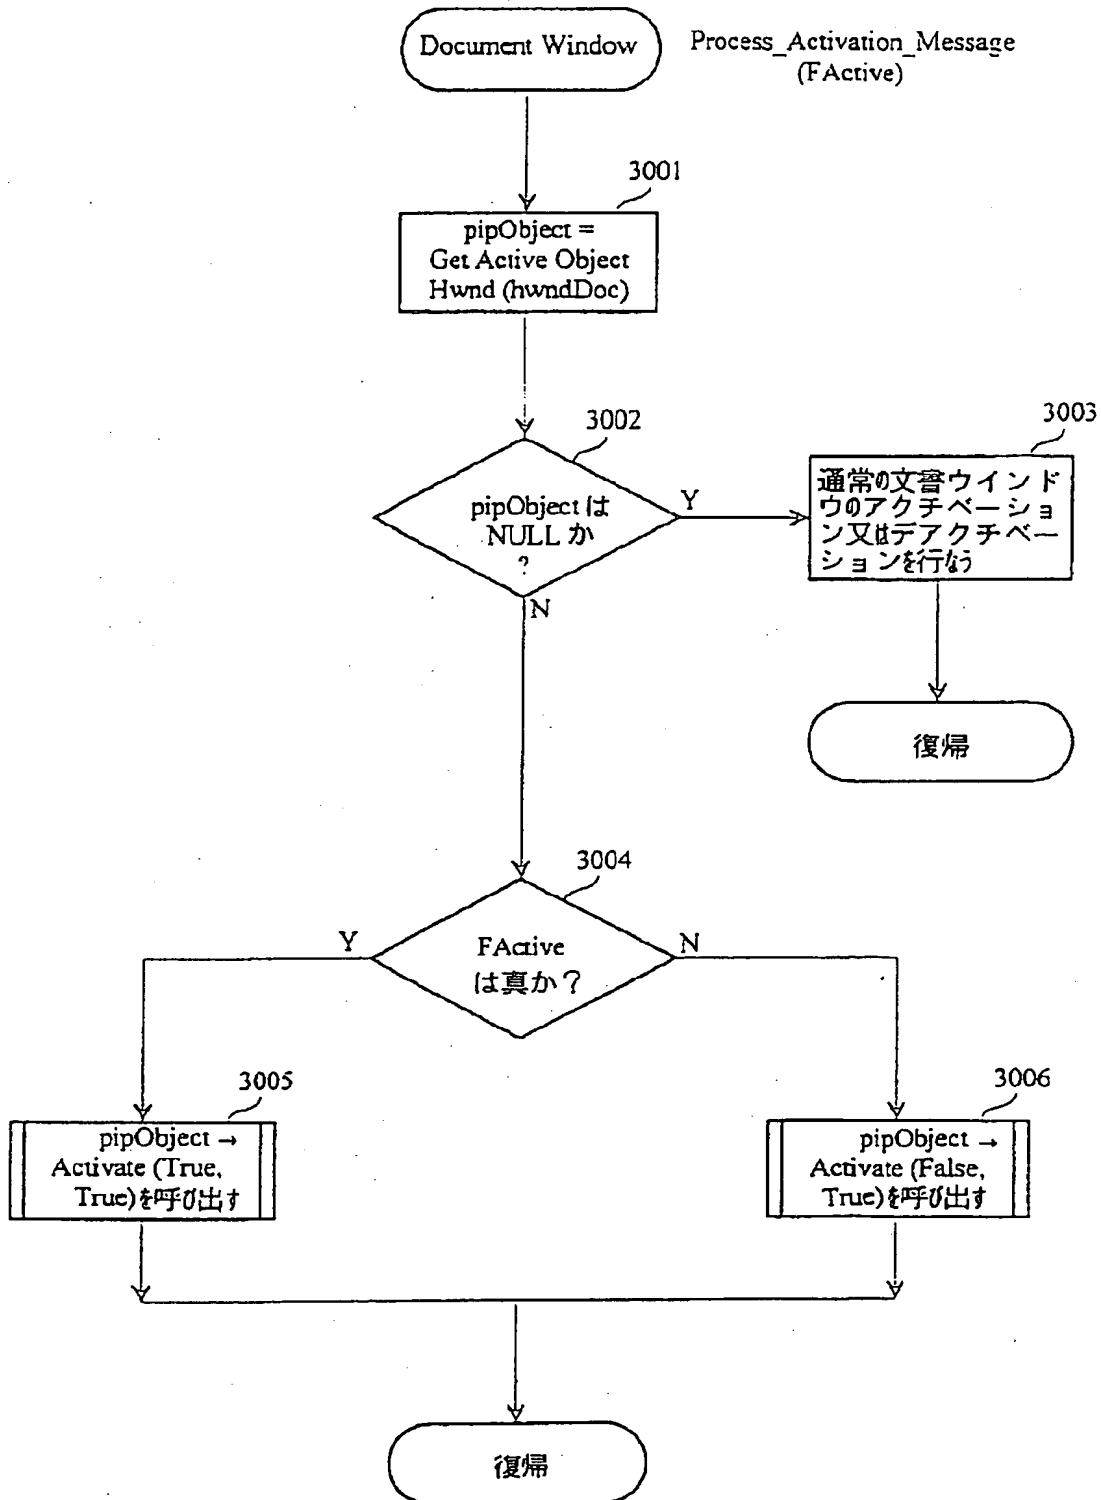 Document Window
Process_Activation_Message
(FActive)
3001
pipObject =
Get Active Object
Hwnd (hwndDoc)
3002
pipObject は
NULL か
?
Y
N
3003
通常の文書ウインド
ウのアクチベーショ
ン又はデアクチベー
ションを行なう
復帰
3004
FActive
は真か?
Y
N
3005
pipObject →
Activate (True,
True)を呼び出す
3006
pipObject →
Activate (False,
True)を呼び出す
復帰